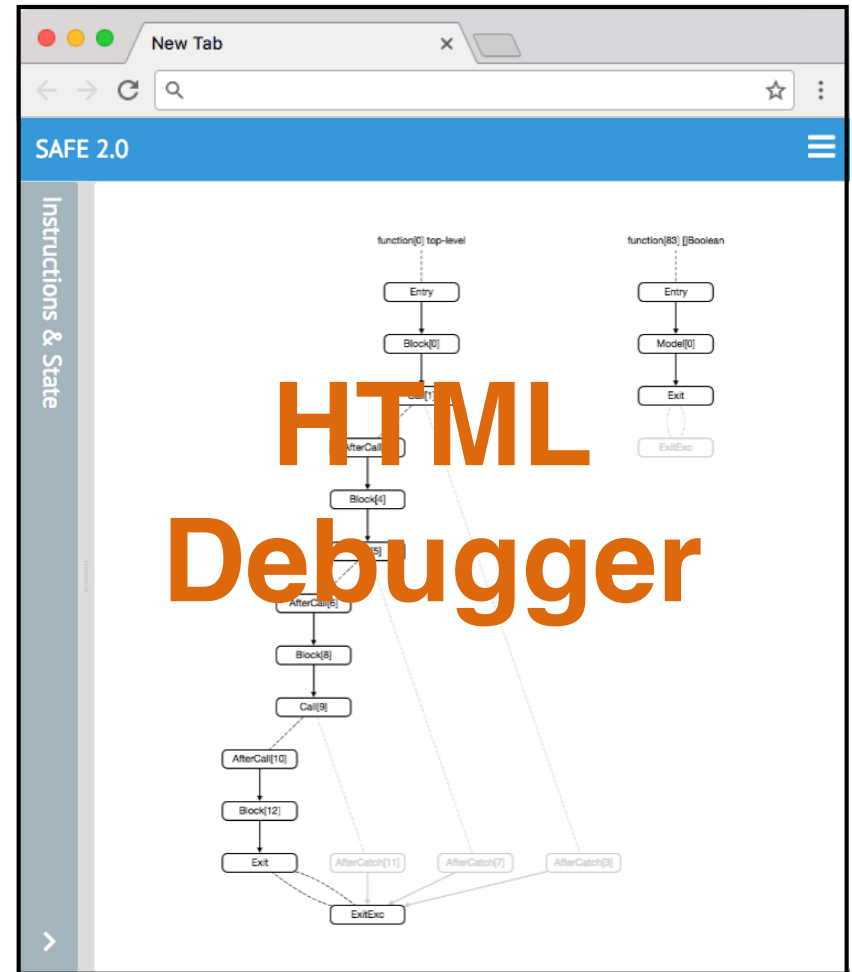 New Tab
SAFE 2.0
Instructions & State
function[0] top-level
function[83] []Boolean
Entry
Entry
Block[0]
Model[0]
Exit
ExitExc
HTML
Block[4]
Debugger
AfterCall[6]
Block[8]
Call[9]
AfterCall[10]
Block[12]
Exit
AfterCatch[11]
AfterCatch[7]
AfterCatch[3]
ExitExc